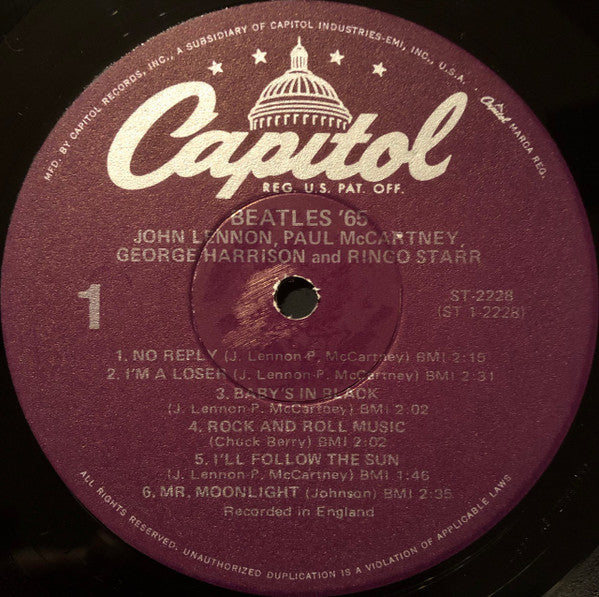 MFD. BY CAPITOL RECORDS, INC., A SUBSIDIARY OF CAPITOL INDUSTRIES-EMI, INC., U.S.A. • Capitol MARCA REG.
Capitol
REG. U.S. PAT. OFF.
BEATLES '65
JOHN LENNON, PAUL McCARTNEY,
GEORGE HARRISON and RINGO STARR
1
ST-2228
(ST 1-2228)
1. NO REPLY (J. Lennon-P. McCartney) BMI 2:15
2. I'M A LOSER (J. Lennon-P. McCartney) BMI 2:31
3. BABY'S IN BLACK
(J. Lennon-P. McCartney) BMI 2:02
4. ROCK AND ROLL MUSIC
(Chuck Berry) BMI 2:02
5. I'LL FOLLOW THE SUN
(J. Lennon-P. McCartney) BMI 1:46
6. MR. MOONLIGHT (Johnson) BMI 2:35
Recorded in England
ALL RIGHTS RESERVED. UNAUTHORIZED DUPLICATION IS A VIOLATION OF APPLICABLE LAWS